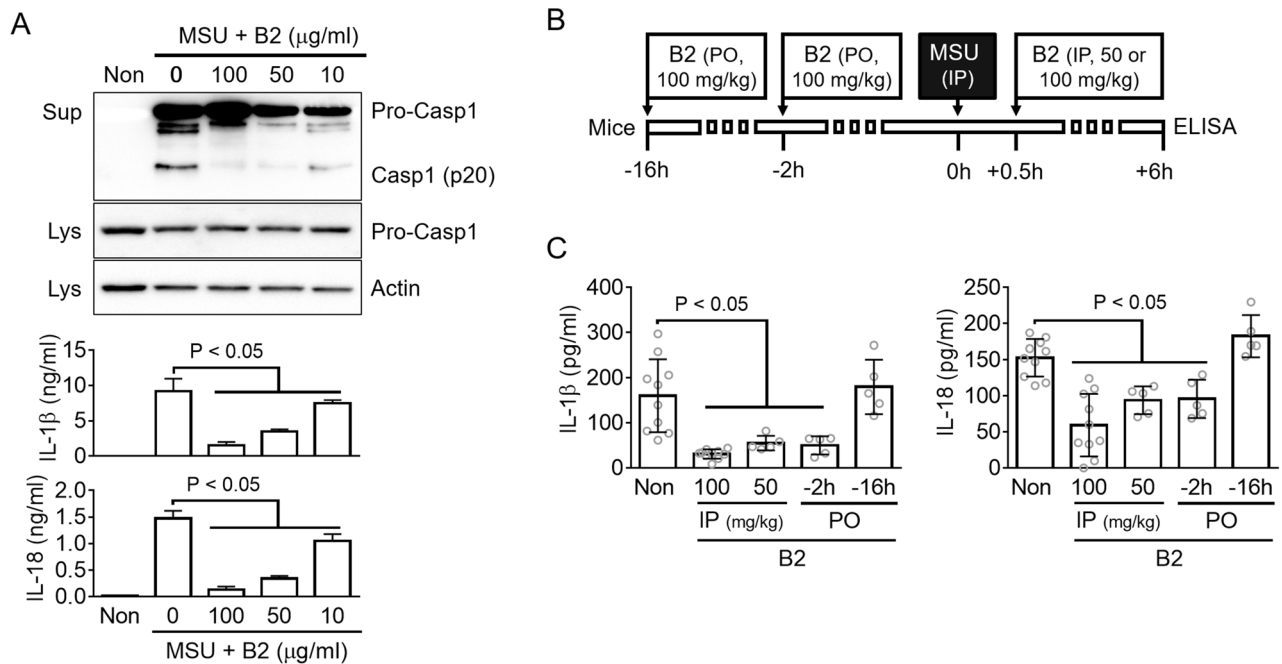 A
MSU + B2 (μg/ml)
Non 0 100 50 10
Sup
Pro-Casp1
Casp1 (p20)
Lys
Pro-Casp1
Lys
Actin
15
10
5
0
IL-1β (ng/ml)
P < 0.05
2.0
1.5
1.0
0.5
0.0
IL-18 (ng/ml)
P < 0.05
Non 0 100 50 10
MSU + B2 (μg/ml)
B
B2 (PO,
100 mg/kg)
B2 (PO,
100 mg/kg)
MSU
(IP)
B2 (IP, 50 or
100 mg/kg)
Mice
ELISA
-16h -2h 0h +0.5h +6h
C
400
300
200
100
0
IL-1β (pg/ml)
P < 0.05
Non 100 50 -2h -16h
IP (mg/kg) PO
B2
250
200
150
100
50
0
IL-18 (pg/ml)
P < 0.05
Non 100 50 -2h -16h
IP (mg/kg) PO
B2